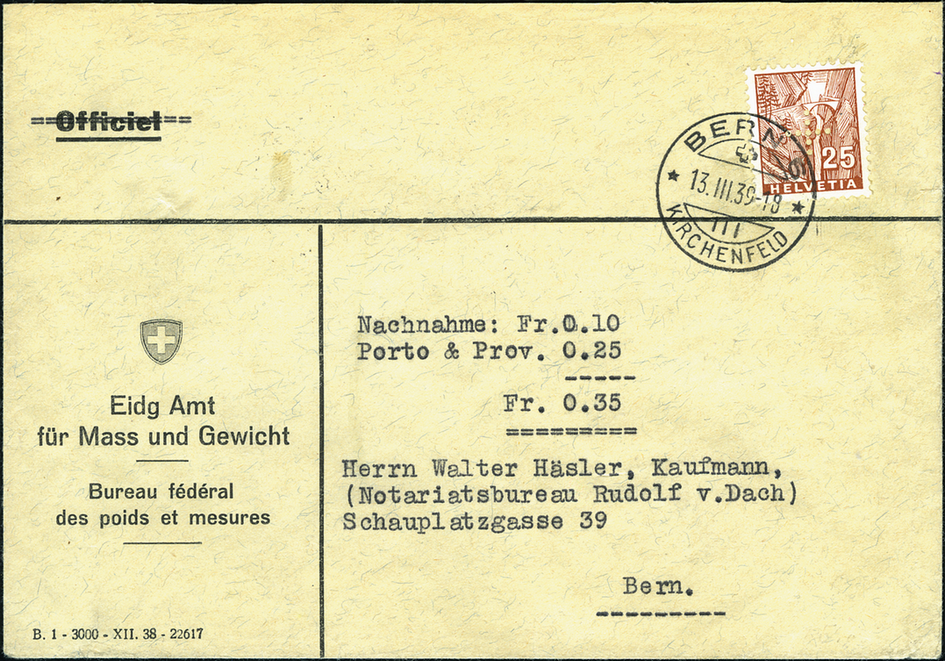 Officiel
25
HELVETIA
BERN
13.III.39-18
III
KIRCHENFELD
Eidg Amt
für Mass und Gewicht
Bureau fédéral
des poids et mesures
B. 1 - 3000 - XII. 38 - 22617
Nachnahme: Fr.0.10
Porto & Prov. 0.25
Fr. 0.35
Herrn Walter Häsler, Kaufmann,
(Notariatsbureau Rudolf v.Dach)
Schauplatzgasse 39
Bern.